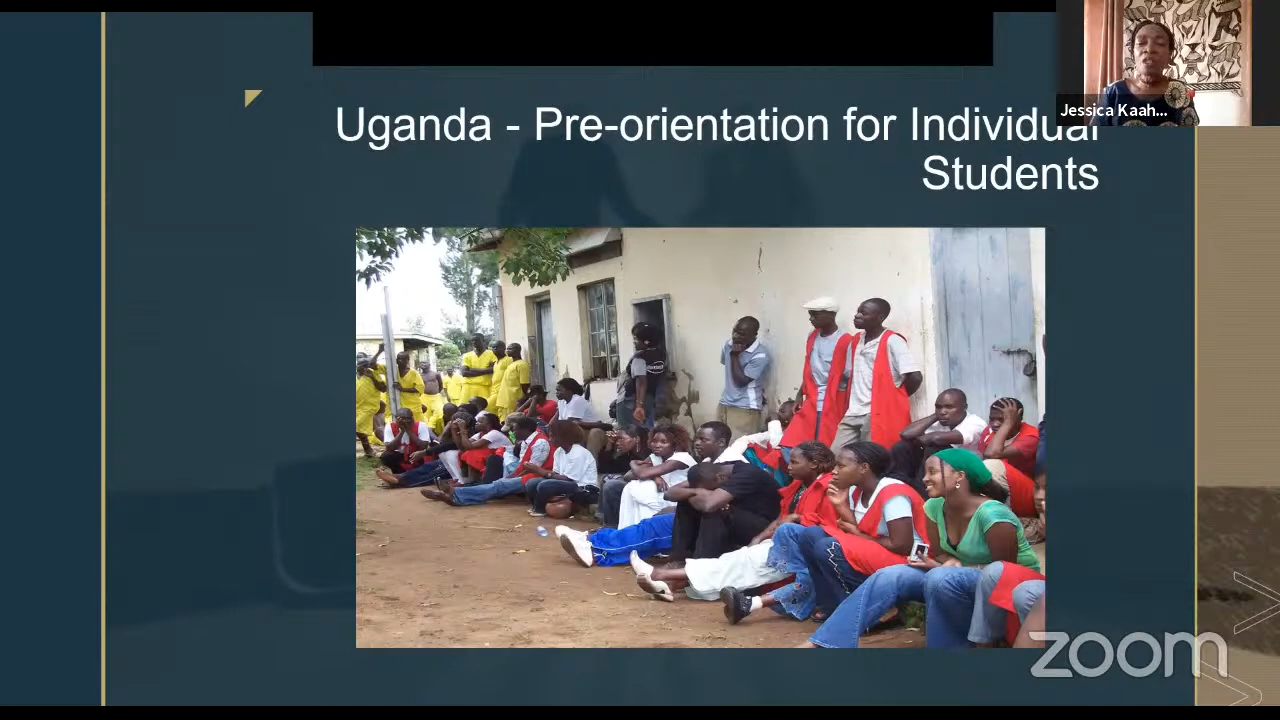 Uganda - Pre-orientation for Individual
Students
Jessica Kaah...
zoom